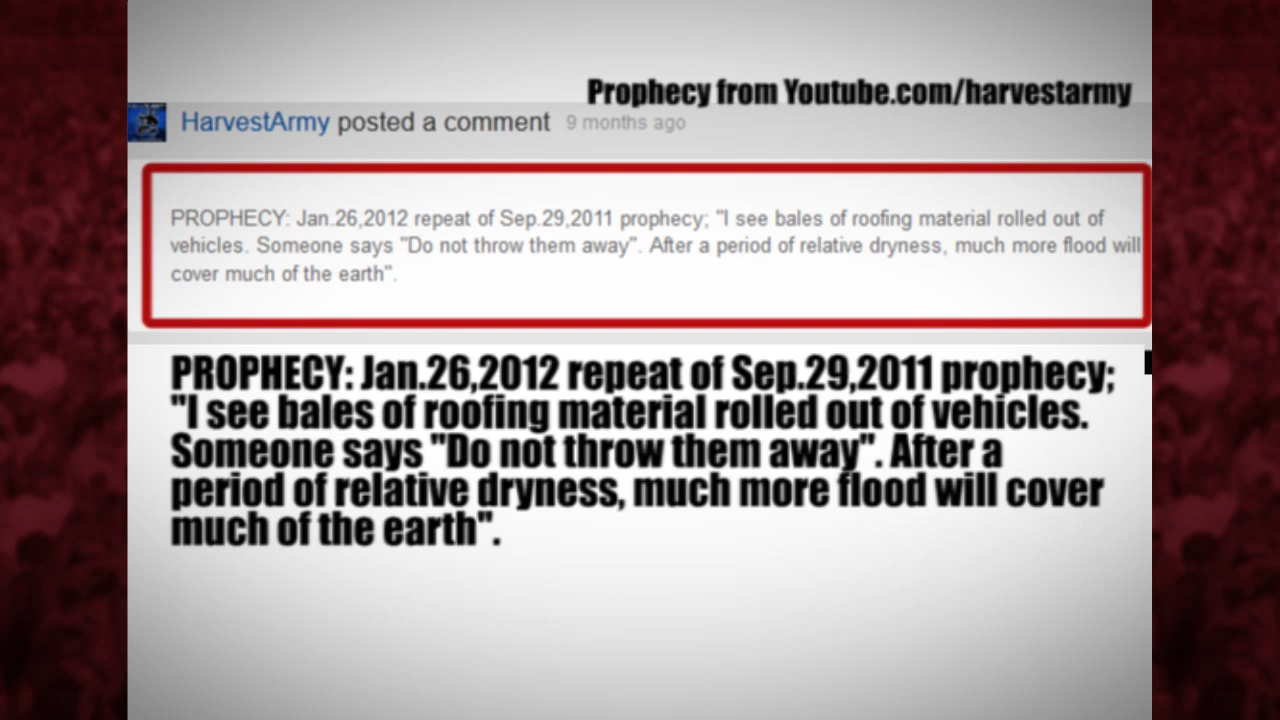 Prophecy from Youtube.com/harvestarmy
HarvestArmy posted a comment 9 months ago
PROPHECY: Jan.26,2012 repeat of Sep.29,2011 prophecy; "I see bales of roofing material rolled out of
vehicles. Someone says "Do not throw them away". After a period of relative dryness, much more flood will
cover much of the earth".
PROPHECY: Jan.26,2012 repeat of Sep.29,2011 prophecy;
"I see bales of roofing material rolled out of vehicles.
Someone says "Do not throw them away". After a
period of relative dryness, much more flood will cover
much of the earth".